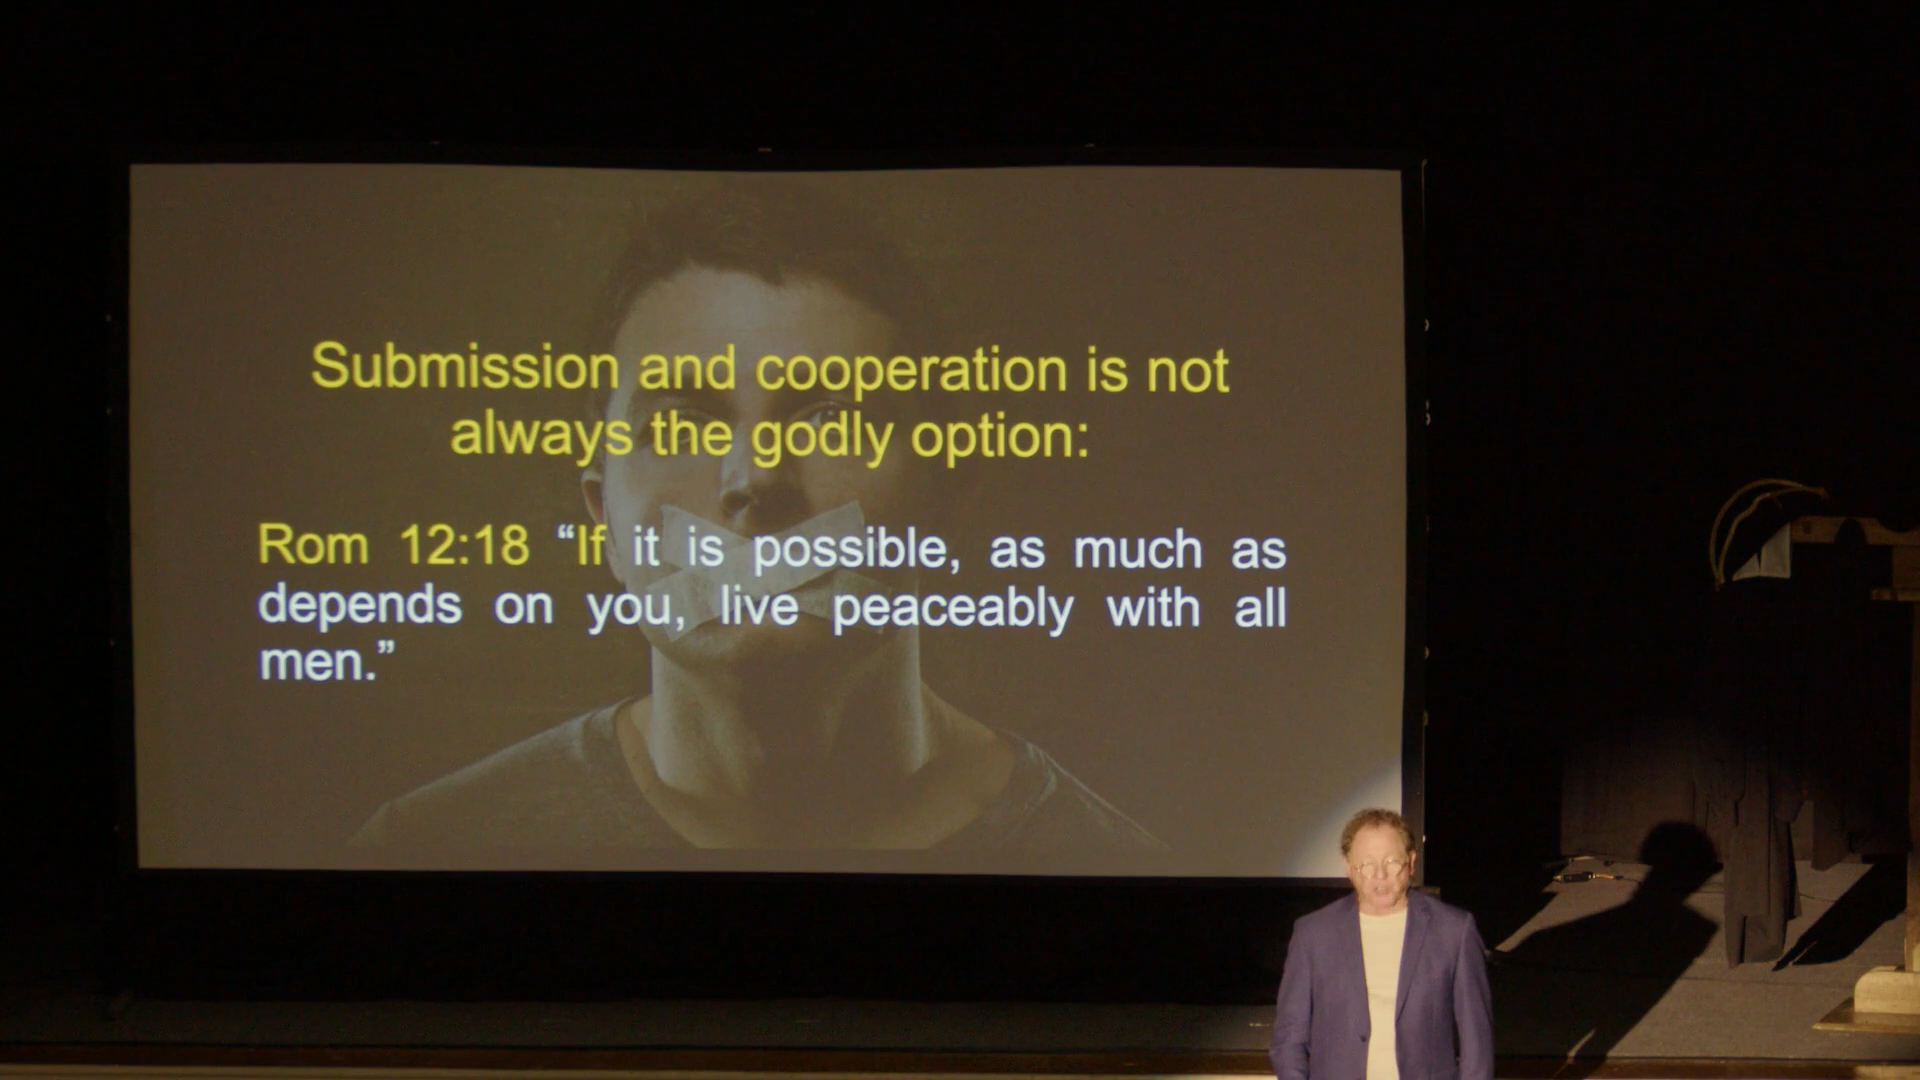 Submission and cooperation is not
always the godly option:
Rom 12:18 “If it is possible, as much as
depends on you, live peaceably with all
men.”